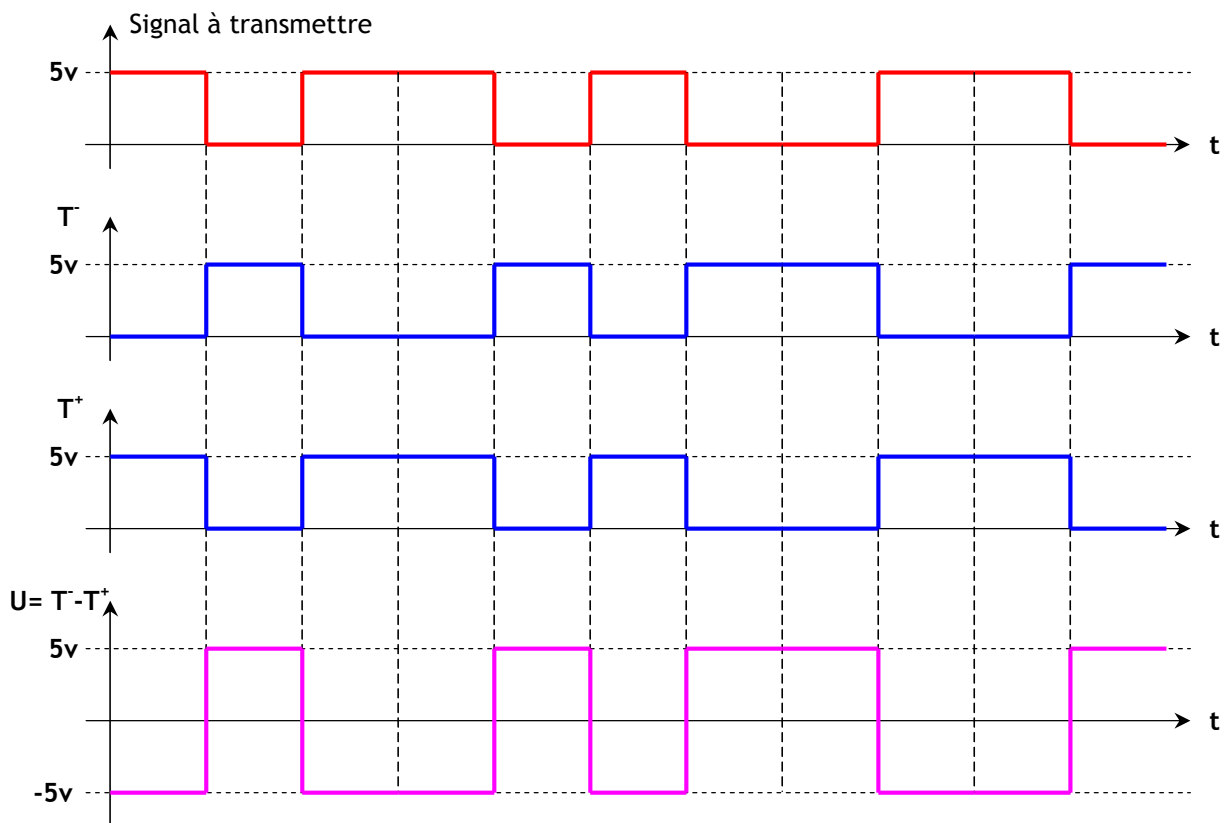 Signal à transmettre
5v
t
T⁻
5v
t
T⁺
5v
t
U= T⁻-T⁺
5v
t
-5v